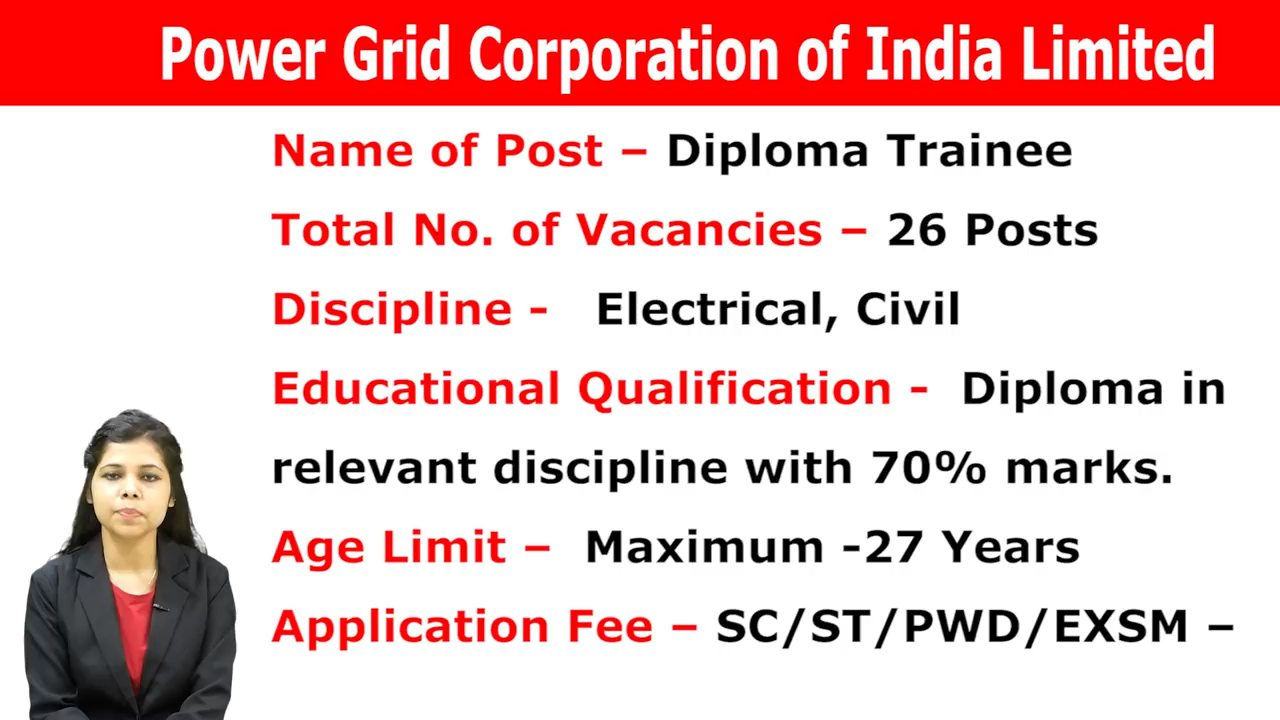 Power Grid Corporation of India Limited
Name of Post – Diploma Trainee
Total No. of Vacancies – 26 Posts
Discipline - Electrical, Civil
Educational Qualification - Diploma in
relevant discipline with 70% marks.
Age Limit – Maximum -27 Years
Application Fee – SC/ST/PWD/EXSM –